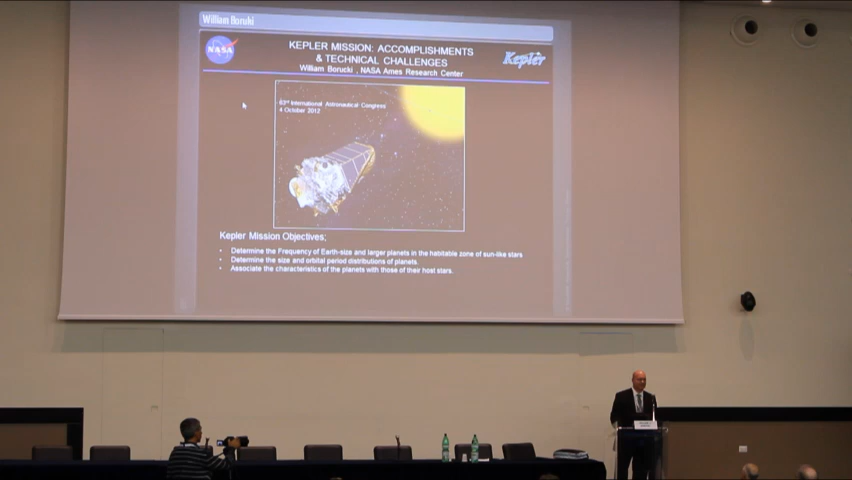 William Boruki
NASA
KEPLER MISSION: ACCOMPLISHMENTS
& TECHNICAL CHALLENGES
William Borucki , NASA Ames Research Center
Kepler
63rd International Astronautical Congress
4 October 2012
Kepler Mission Objectives;
• Determine the Frequency of Earth-size and larger planets in the habitable zone of sun-like stars
• Determine the size and orbital period distributions of planets.
• Associate the characteristics of the planets with those of their host stars.